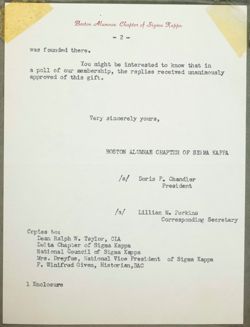 Boston Alumnae Chapter of Sigma Kappa
- 2 -
was founded there.
You might be interested to know that in
a poll of our membership, the replies received unanimously
approved of this gift.
Very sincerely yours,
BOSTON ALUMNAE CHAPTER OF SIGMA KAPPA
/s/ Doris P. Chandler
President
/s/ Lillian M. Perkins
Corresponding Secretary
Copies to:
Dean Ralph W. Taylor, CLA
Delta Chapter of Sigma Kappa
National Council of Sigma Kappa
Mrs. Dreyfus, National Vice President of Sigma Kappa
F. Winifred Given, Historian, BAC
1 Enclosure